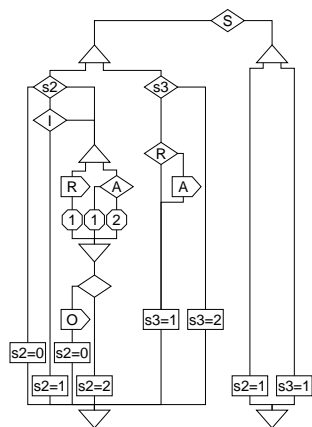 S
s2 s3
I
R
R A A
1 1 2
O s3=1 s3=2
s2=0 s2=0
s2=1 s2=2 s2=1 s3=1